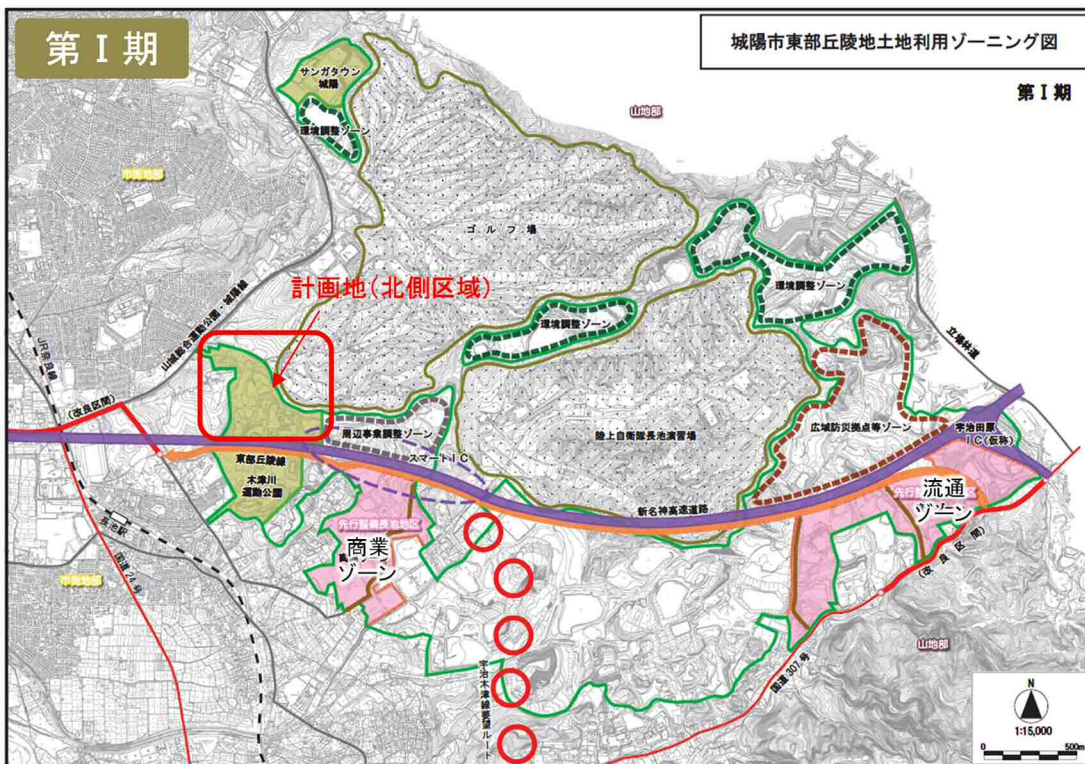 第Ⅰ期
城陽市東部丘陵地土地利用ゾーニング図
第Ⅰ期
サンガタウン
城陽
環境調整ゾーン
山地部
市街地部
ゴルフ場
計画地(北側区域)
山城総合運動公園・城陽線
JR奈良線
(改良区間)
環境調整ゾーン
環境調整ゾーン
立場林道
周辺事業調整ゾーン
スマートIC
陸上自衛隊長池演習場
広域防災拠点等ゾーン
宇治田原
IC(仮称)
東部丘陵線
木津川
運動公園
新名神高速道路
先行整備長池地区
商業
ゾーン
流通
ゾーン
(改良区間)
長池駅
国道24号
市街地部
宇治木津線要望ルート
国道307号
山地部
N
1:15,000
0
500m